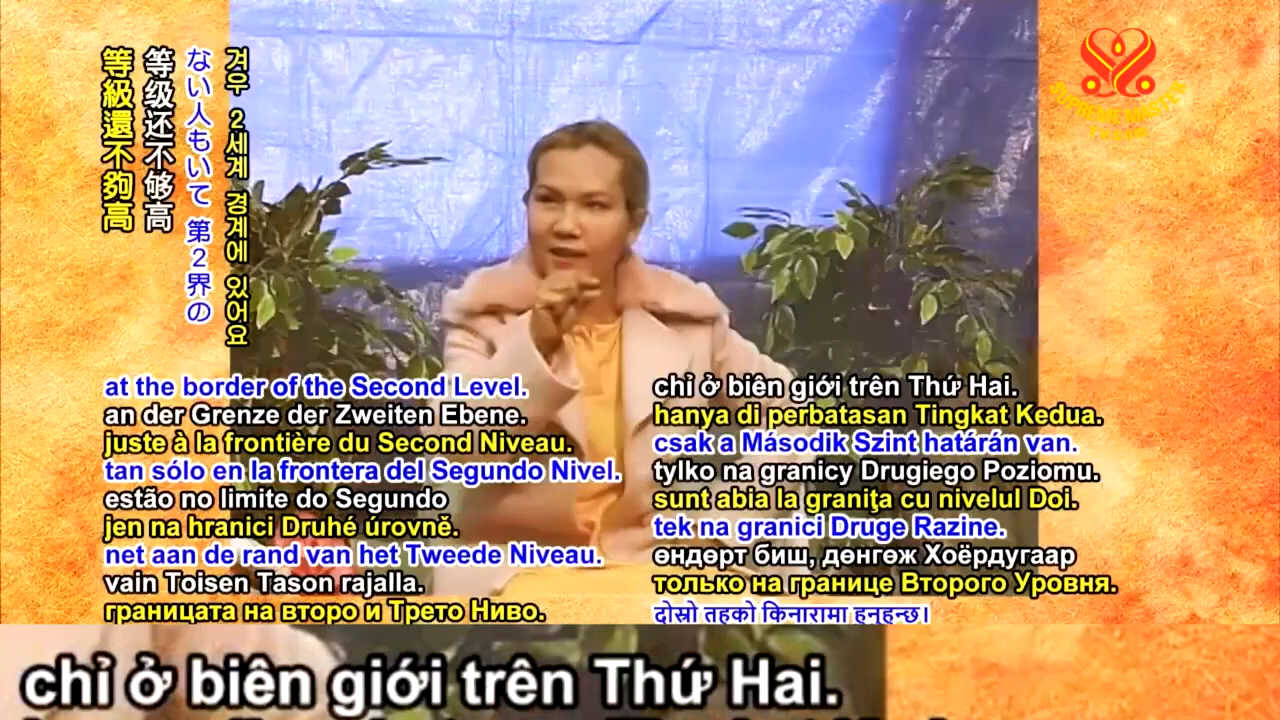 等級還不夠高
等级还不够高
ない人もいて 第2界の
겨우 2세계 경계에 있어요
SUPREME MASTER
at the border of the Second Level.
an der Grenze der Zweiten Ebene.
juste à la frontière du Second Niveau.
tan sólo en la frontera del Segundo Nivel.
estão no limite do Segundo
jen na hranici Druhé úrovně.
net aan de rand van het Tweede Niveau.
vain Toisen Tason rajalla.
границата на второ и Трето Ниво.
chỉ ở biên giới trên Thứ Hai.
hanya di perbatasan Tingkat Kedua.
csak a Második Szint határán van.
tylko na granicy Drugiego Poziomu.
sunt abia la graniţa cu nivelul Doi.
tek na granici Druge Razine.
өндөрт биш, дөнгөж Хоёрдугаар
только на границе Второго Уровня.
दोस्रो तहको किनारामा हुनुहुन्छ।
chỉ ở biên giới trên Thứ Hai.